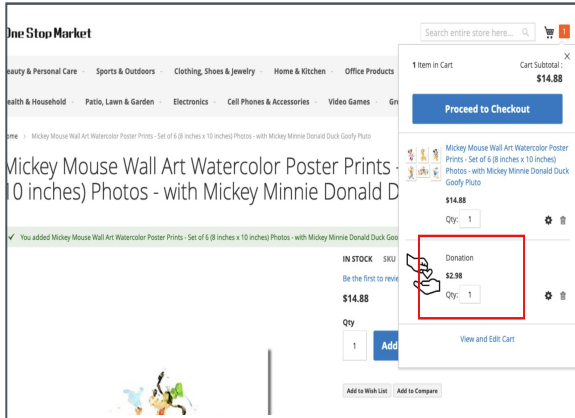 One Stop Market
Search entire store here...
1
Beauty & Personal Care
Sports & Outdoors
Clothing, Shoes & Jewelry
Home & Kitchen
Office Products
Health & Household
Patio, Lawn & Garden
Electronics
Cell Phones & Accessories
Video Games
Home > Mickey Mouse Wall Art Watercolor Poster Prints - Set of 6 (8 inches x 10 inches) Photos - with Mickey Minnie Donald Duck Goofy Pluto
Mickey Mouse Wall Art Watercolor Poster Prints -
10 inches) Photos - with Mickey Minnie Donald D
You added Mickey Mouse Wall Art Watercolor Poster Prints - Set of 6 (8 inches x 10 inches) Photos - with Mickey Minnie Donald Duck Goo
IN STOCK SKU
Be the first to revie
$14.88
Qty
1
Add
Add to Wish List
Add to Compare
X
1 Item in Cart
Cart Subtotal :
$14.88
Proceed to Checkout
Mickey Mouse Wall Art Watercolor Poster
Prints - Set of 6 (8 inches x 10 inches)
Photos - with Mickey Minnie Donald Duck
Goofy Pluto
$14.88
Qty: 1
Donation
$2.98
Qty: 1
View and Edit Cart